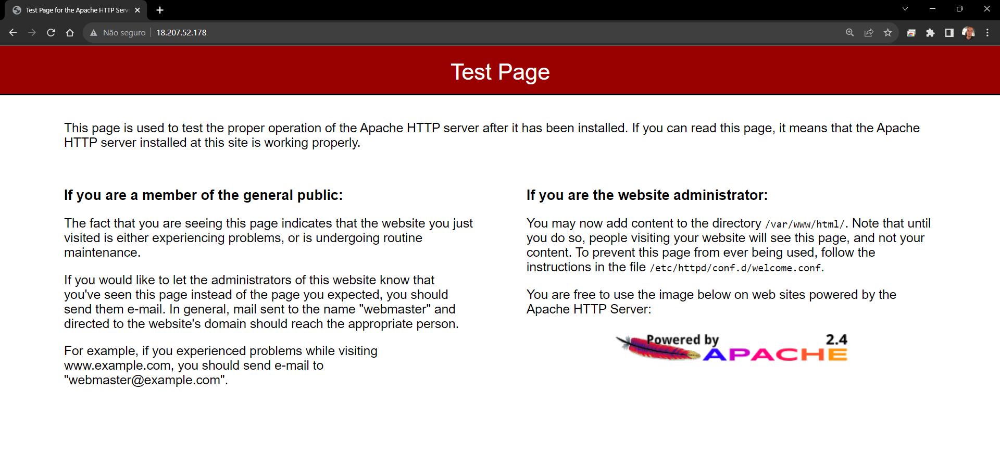 Test Page for the Apache HTTP Serv
Não seguro
18.207.52.178
Test Page
This page is used to test the proper operation of the Apache HTTP server after it has been installed. If you can read this page, it means that the Apache
HTTP server installed at this site is working properly.
If you are a member of the general public:
The fact that you are seeing this page indicates that the website you just
visited is either experiencing problems, or is undergoing routine
maintenance.
If you would like to let the administrators of this website know that
you've seen this page instead of the page you expected, you should
send them e-mail. In general, mail sent to the name "webmaster" and
directed to the website's domain should reach the appropriate person.
For example, if you experienced problems while visiting
www.example.com, you should send e-mail to
"webmaster@example.com".
If you are the website administrator:
You may now add content to the directory /var/www/html/. Note that until
you do so, people visiting your website will see this page, and not your
content. To prevent this page from ever being used, follow the
instructions in the file /etc/httpd/conf.d/welcome.conf.
You are free to use the image below on web sites powered by the
Apache HTTP Server:
Powered by 2.4
APACHE